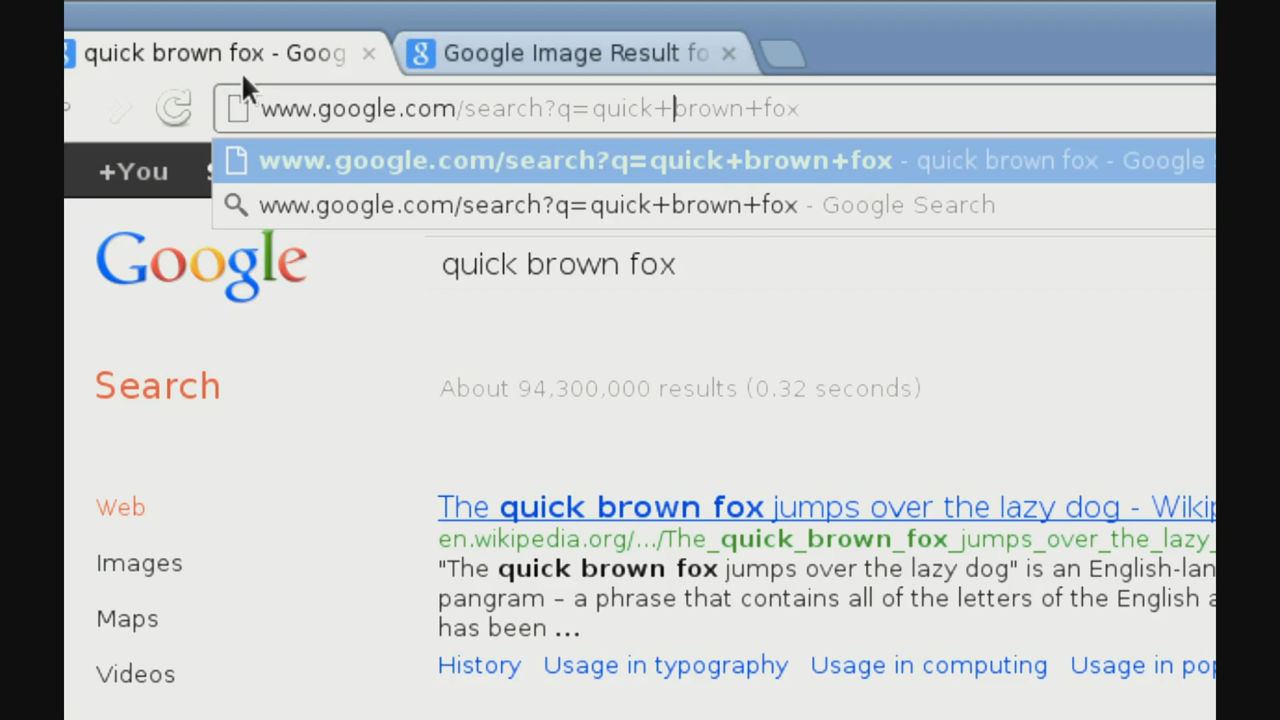 quick brown fox - Goog
Google Image Result fo
www.google.com/search?q=quick+brown+fox
www.google.com/search?q=quick+brown+fox - quick brown fox - Google
+You
www.google.com/search?q=quick+brown+fox - Google Search
Google
quick brown fox
Search
About 94,300,000 results (0.32 seconds)
Web
The quick brown fox jumps over the lazy dog - Wikip
en.wikipedia.org/.../The_quick_brown_fox_jumps_over_the_lazy_
Images
"The quick brown fox jumps over the lazy dog" is an English-lan
pangram – a phrase that contains all of the letters of the English a
Maps
has been ...
History Usage in typography Usage in computing Usage in pop
Videos